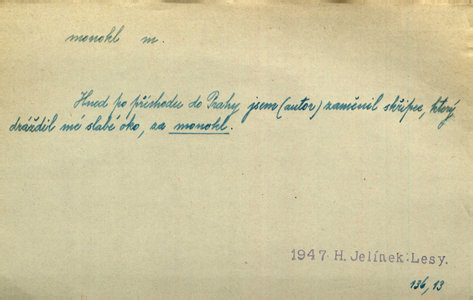 monokl m.
Hned po příchodu do Prahy, jsem (autor) zaměnil skřipec, který
dráždil mé slabé oko, za monokl.
1947 H. Jelínek: Lesy.
136, 13